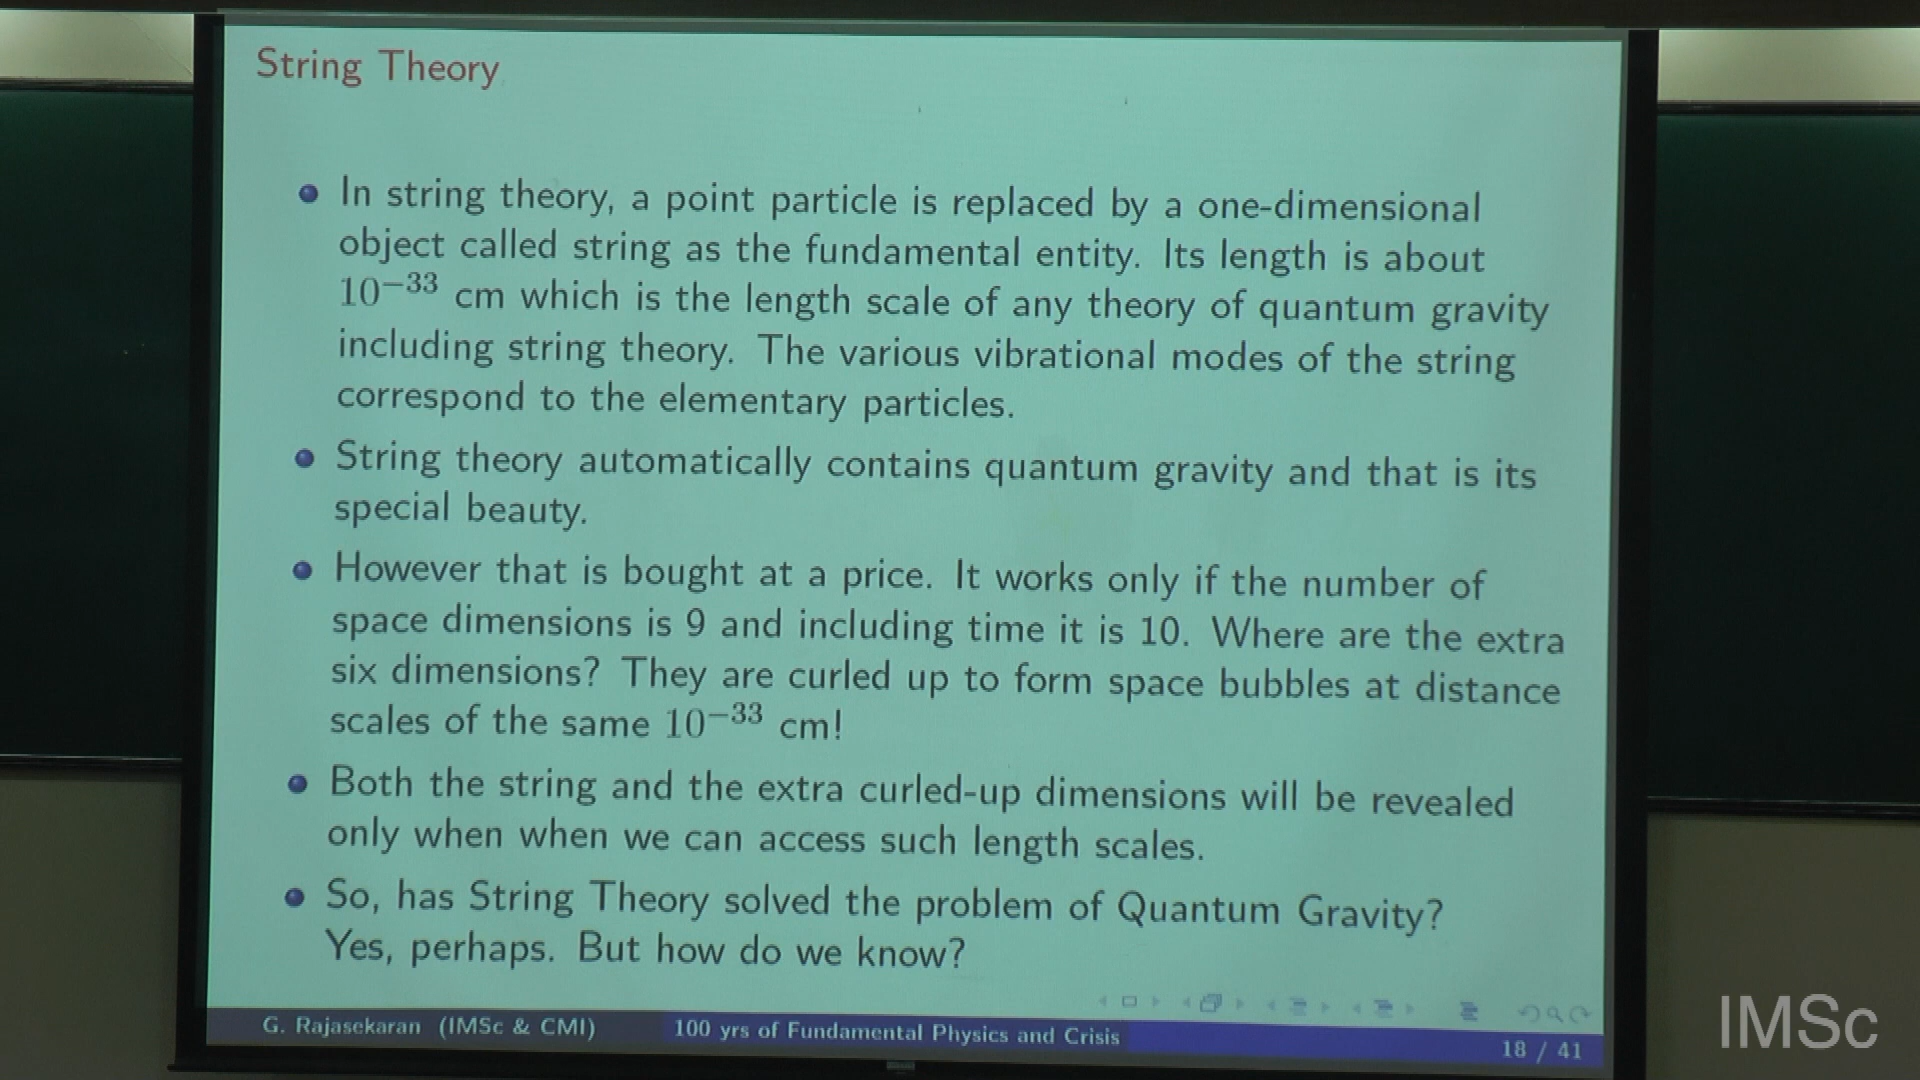 String Theory
In string theory, a point particle is replaced by a one-dimensional
object called string as the fundamental entity. Its length is about
10⁻³³ cm which is the length scale of any theory of quantum gravity
including string theory. The various vibrational modes of the string
correspond to the elementary particles.
String theory automatically contains quantum gravity and that is its
special beauty.
However that is bought at a price. It works only if the number of
space dimensions is 9 and including time it is 10. Where are the extra
six dimensions? They are curled up to form space bubbles at distance
scales of the same 10⁻³³ cm!
Both the string and the extra curled-up dimensions will be revealed
only when when we can access such length scales.
So, has String Theory solved the problem of Quantum Gravity?
Yes, perhaps. But how do we know?
G. Rajasekaran (IMSc & CMI) 100 yrs of Fundamental Physics and Crisis
18 / 41
IMSc